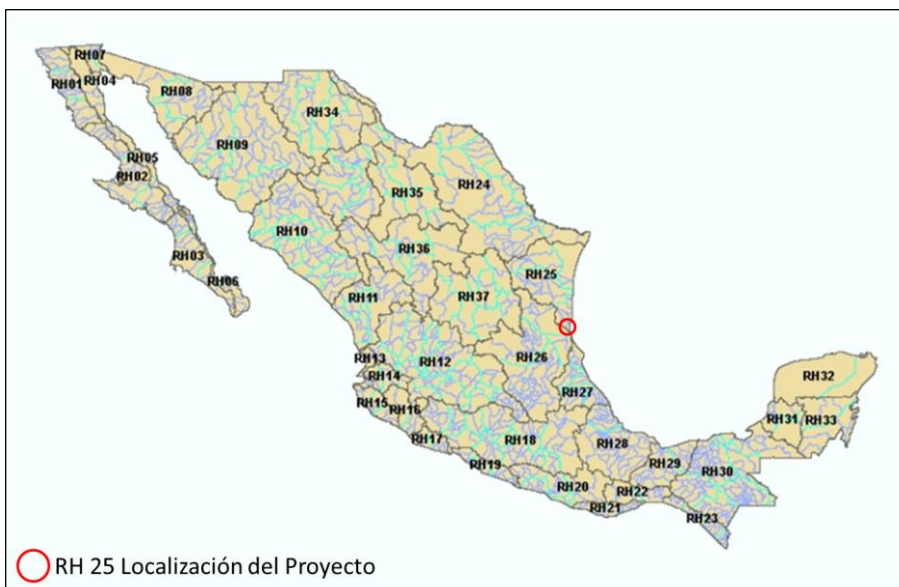 RH07
RH01
RH04
RH08
RH34
RH09
RH05
RH02
RH35
RH24
RH10
RH36
RH03
RH25
RH06
RH11
RH37
RH13
RH12
RH26
RH14
RH15
RH16
RH27
RH32
RH31
RH33
RH17
RH18
RH28
RH19
RH29
RH30
RH20
RH22
RH21
RH23
RH 25 Localización del Proyecto